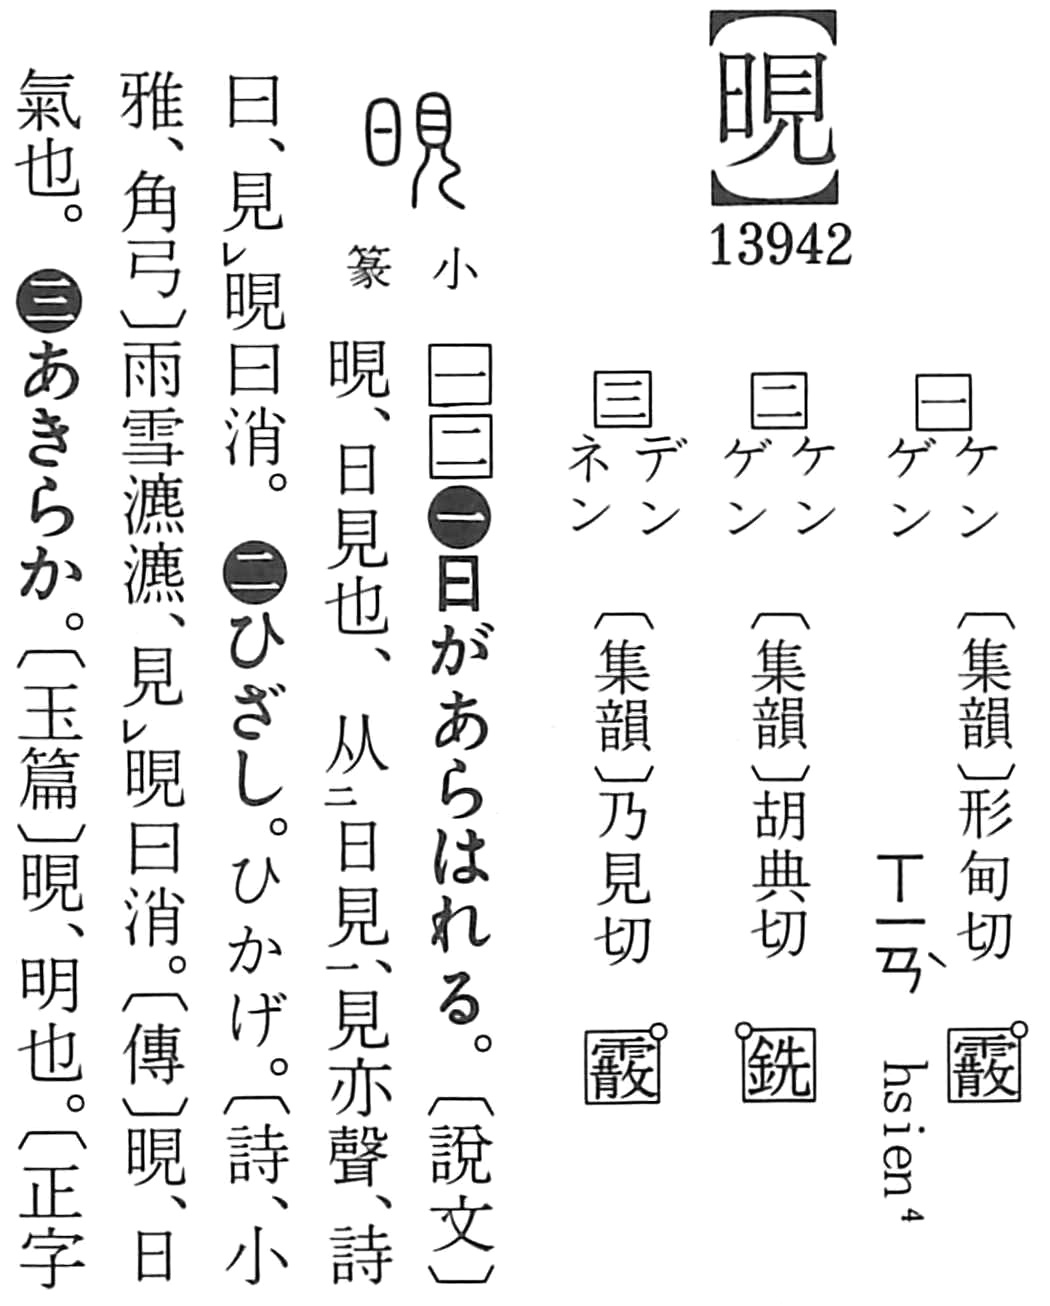 【晛】
13942
一 ケン ゲン 〔集韻〕形甸切 霰
ㄒㄧㄢˋ hsien⁴
二 ケン ゲン 〔集韻〕胡典切 銑
三 デン ネン 〔集韻〕乃見切 霰
小篆
一二❶日があらはれる。〔說文〕
晛、日見也、从ニ日見一、見亦聲、詩
曰、見レ晛曰消。❷ひざし。ひかげ。〔詩、小
雅、角弓〕雨雪瀌瀌、見レ晛曰消。〔傳〕晛、日
氣也。❸あきらか。〔玉篇〕晛、明也。〔正字